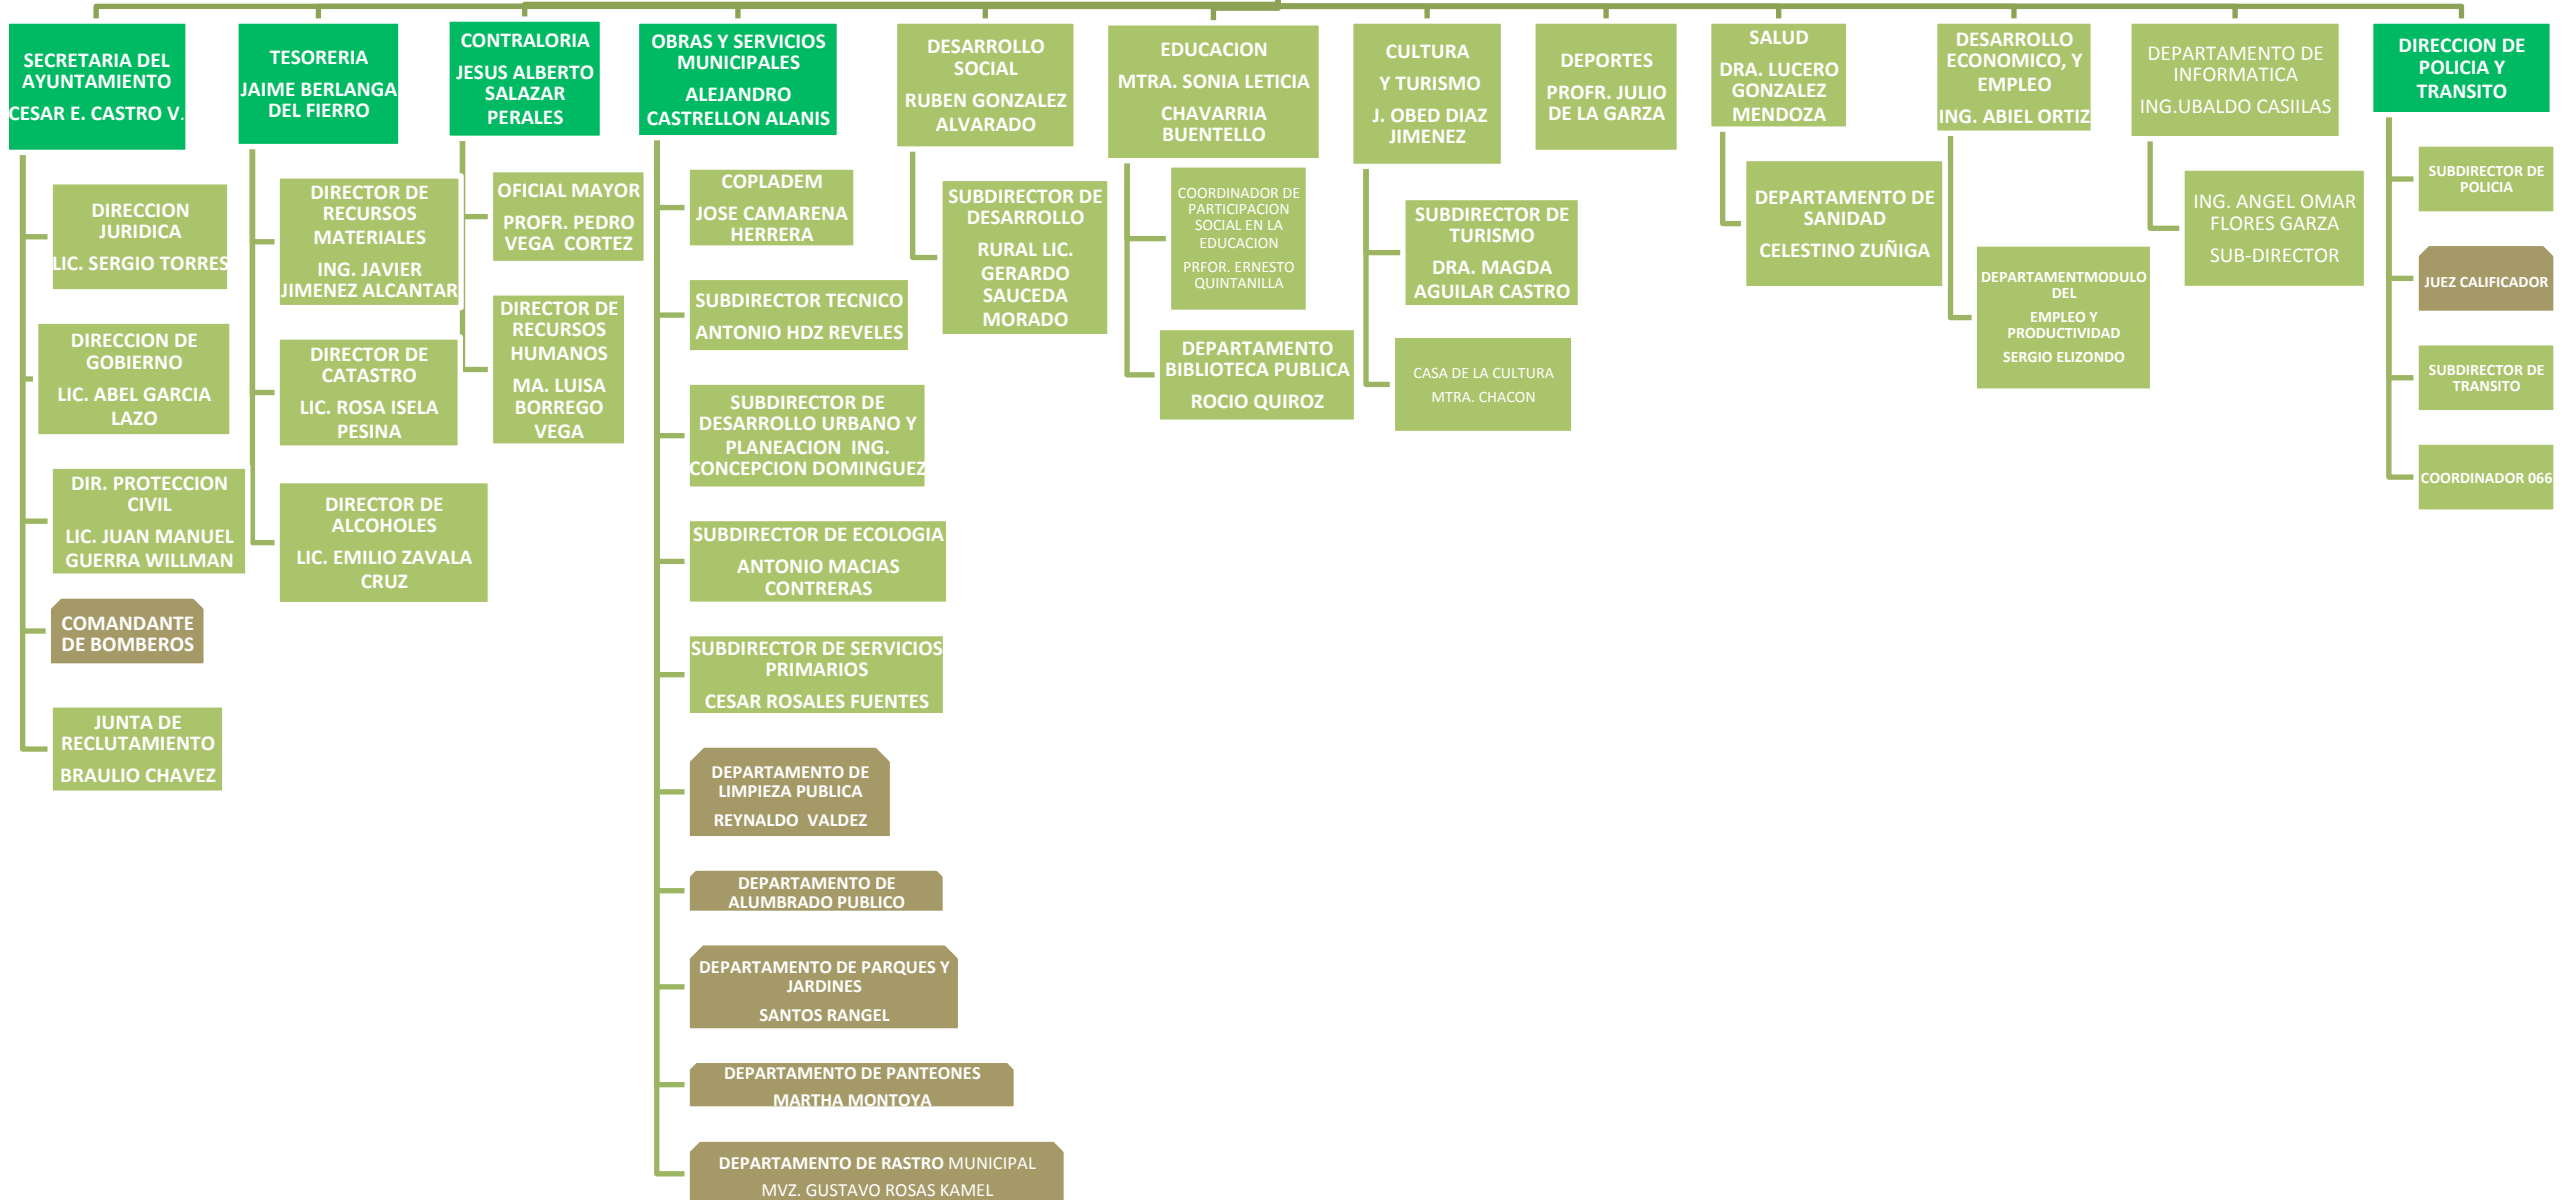 SECRETARIA DEL
AYUNTAMIENTO
CESAR E. CASTRO V.
DIRECCION
JURIDICA
LIC. SERGIO TORRES
DIRECCION DE
GOBIERNO
LIC. ABEL GARCIA
LAZO
DIR. PROTECCION
CIVIL
LIC. JUAN MANUEL
GUERRA WILLMAN
COMANDANTE
DE BOMBEROS
JUNTA DE
RECLUTAMIENTO
BRAULIO CHAVEZ
TESORERIA
JAIME BERLANGA
DEL FIERRO
DIRECTOR DE
RECURSOS
MATERIALES
ING. JAVIER
JIMENEZ ALCANTAR
DIRECTOR DE
CATASTRO
LIC. ROSA ISELA
PESINA
DIRECTOR DE
ALCOHOLES
LIC. EMILIO ZAVALA
CRUZ
CONTRALORIA
JESUS ALBERTO
SALAZAR
PERALES
OFICIAL MAYOR
PROFR. PEDRO
VEGA CORTEZ
DIRECTOR DE
RECURSOS
HUMANOS
MA. LUISA
BORREGO
VEGA
OBRAS Y SERVICIOS
MUNICIPALES
ALEJANDRO
CASTRELLON ALANIS
COPLADEM
JOSE CAMARENA
HERRERA
SUBDIRECTOR TECNICO
ANTONIO HDZ REVELES
SUBDIRECTOR DE
DESARROLLO URBANO Y
PLANEACION ING.
CONCEPCION DOMINGUEZ
SUBDIRECTOR DE ECOLOGIA
ANTONIO MACIAS
CONTRERAS
SUBDIRECTOR DE SERVICIOS
PRIMARIOS
CESAR ROSALES FUENTES
DEPARTAMENTO DE
LIMPIEZA PUBLICA
REYNALDO VALDEZ
DEPARTAMENTO DE
ALUMBRADO PUBLICO
DEPARTAMENTO DE PARQUES Y
JARDINES
SANTOS RANGEL
DEPARTAMENTO DE PANTEONES
MARTHA MONTOYA
DEPARTAMENTO DE RASTRO MUNICIPAL
MVZ. GUSTAVO ROSAS KAMEL
DESARROLLO
SOCIAL
RUBEN GONZALEZ
ALVARADO
SUBDIRECTOR DE
DESARROLLO
RURAL LIC.
GERARDO
SAUCEDA
MORADO
EDUCACION
MTRA. SONIA LETICIA
CHAVARRIA
BUENTELLO
COORDINADOR DE
PARTICIPACION
SOCIAL EN LA
EDUCACION
PRFOR. ERNESTO
QUINTANILLA
DEPARTAMENTO
BIBLIOTECA PUBLICA
ROCIO QUIROZ
CULTURA
Y TURISMO
J. OBED DIAZ
JIMENEZ
SUBDIRECTOR DE
TURISMO
DRA. MAGDA
AGUILAR CASTRO
CASA DE LA CULTURA
MTRA. CHACON
DEPORTES
PROFR. JULIO
DE LA GARZA
SALUD
DRA. LUCERO
GONZALEZ
MENDOZA
DEPARTAMENTO DE
SANIDAD
CELESTINO ZUÑIGA
DESARROLLO
ECONOMICO, Y
EMPLEO
ING. ABIEL ORTIZ
DEPARTAMENTMODULO
DEL
EMPLEO Y
PRODUCTIVIDAD
SERGIO ELIZONDO
DEPARTAMENTO DE
INFORMATICA
ING.UBALDO CASIILAS
ING. ANGEL OMAR
FLORES GARZA
SUB-DIRECTOR
DIRECCION DE
POLICIA Y
TRANSITO
SUBDIRECTOR DE
POLICIA
JUEZ CALIFICADOR
SUBDIRECTOR DE
TRANSITO
COORDINADOR 066